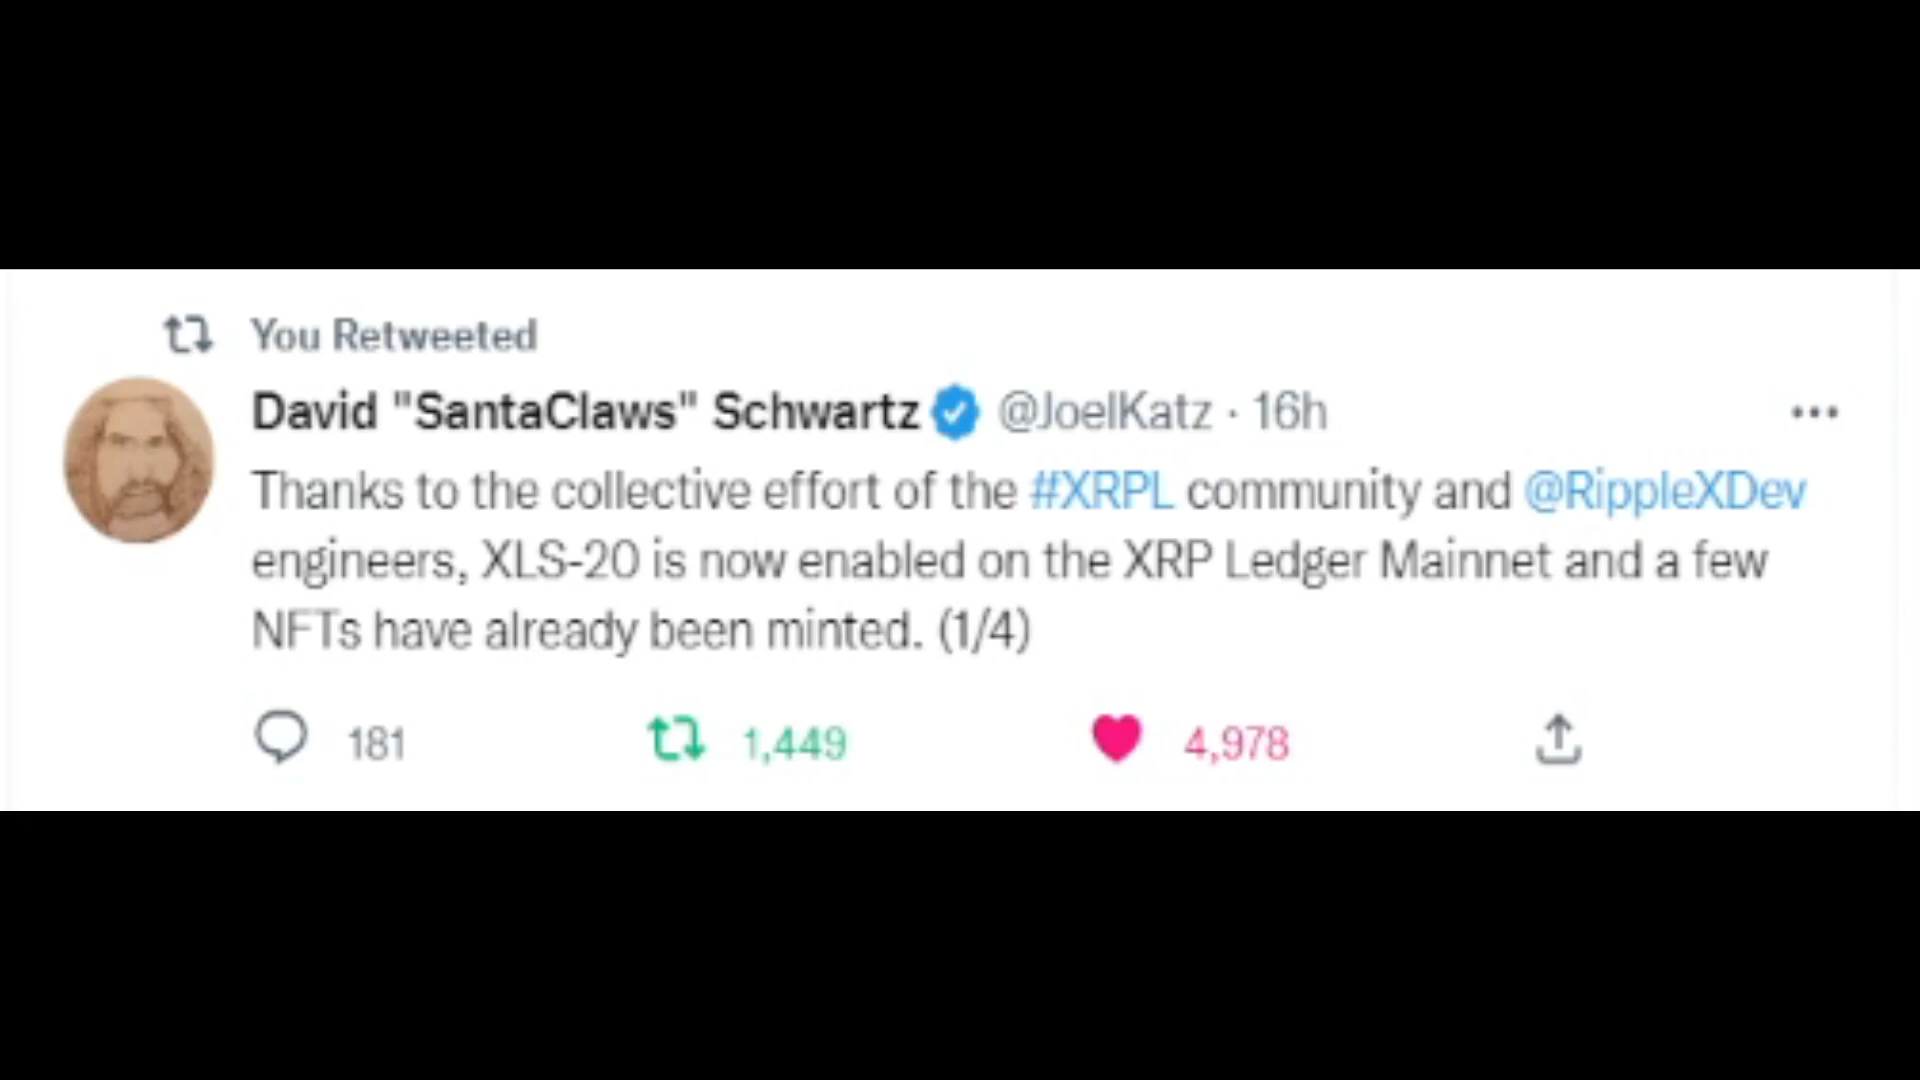 You Retweeted
David "SantaClaws" Schwartz @JoelKatz · 16h
Thanks to the collective effort of the #XRPL community and @RippleXDev
engineers, XLS-20 is now enabled on the XRP Ledger Mainnet and a few
NFTs have already been minted. (1/4)
181 1,449 4,978